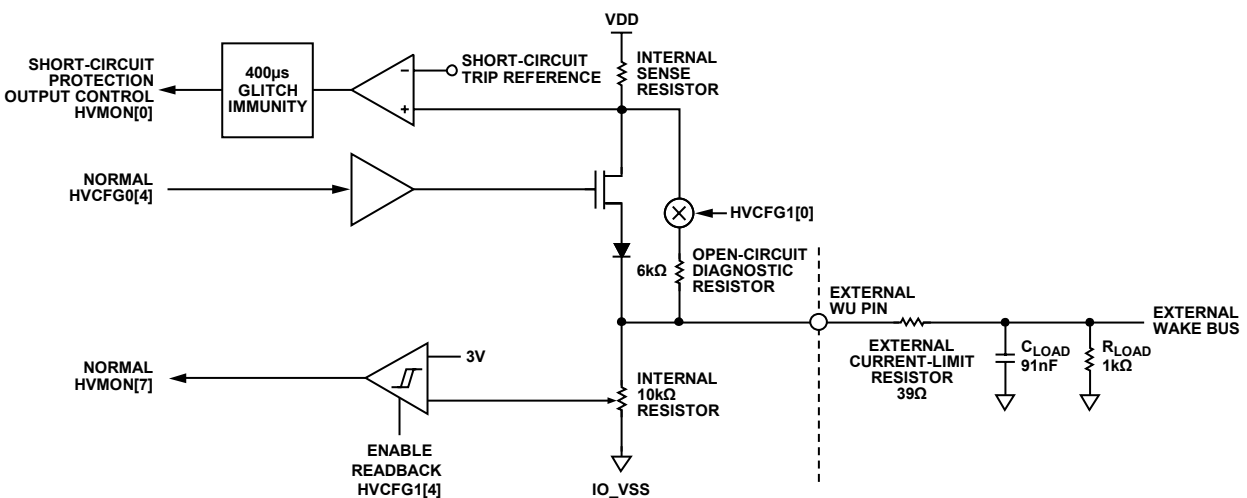 VDD
SHORT-CIRCUIT
PROTECTION
OUTPUT CONTROL
HVMON[0]
400µs
GLITCH
IMMUNITY
–
+
SHORT-CIRCUIT
TRIP REFERENCE
INTERNAL
SENSE
RESISTOR
NORMAL
HVCFG0[4]
HVCFG1[0]
6kΩ
OPEN-CIRCUIT
DIAGNOSTIC
RESISTOR
EXTERNAL
WU PIN
EXTERNAL
WAKE BUS
EXTERNAL
CURRENT-LIMIT
RESISTOR
39Ω
CLOAD
91nF
RLOAD
1kΩ
NORMAL
HVMON[7]
3V
INTERNAL
10kΩ
RESISTOR
ENABLE
READBACK
HVCFG1[4]
IO_VSS